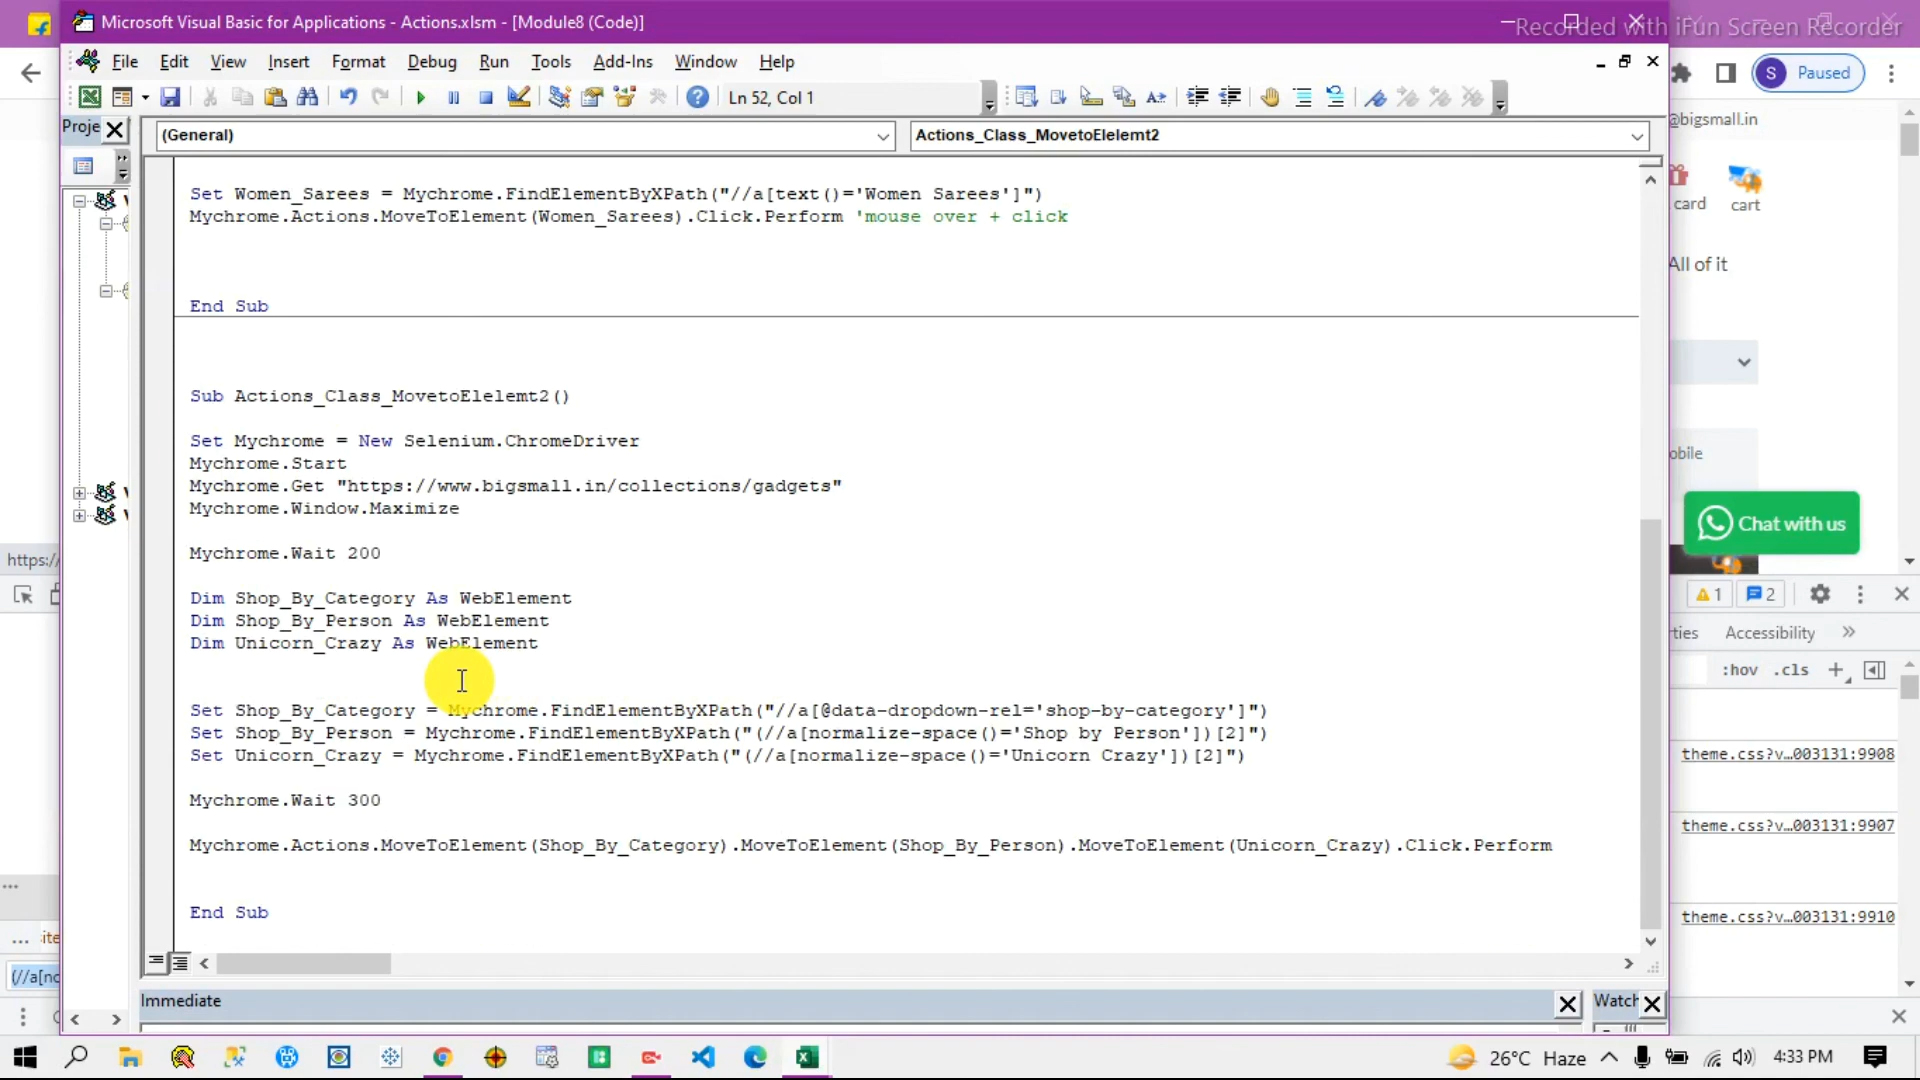 Microsoft Visual Basic for Applications - Actions.xlsm - [Module8 (Code)]
Recorded with iFun Screen Recorder
File Edit View Insert Format Debug Run Tools Add-Ins Window Help
S Paused
Ln 52, Col 1
Proje
(General)
Actions_Class_MovetoElelemt2
@bigsmall.in
card
cart
Set Women_Sarees = Mychrome.FindElementByXPath("//a[text()='Women Sarees']")
Mychrome.Actions.MoveToElement(Women_Sarees).Click.Perform 'mouse over + click
All of it
End Sub
Sub Actions_Class_MovetoElelemt2()
Set Mychrome = New Selenium.ChromeDriver
Mychrome.Start
Mychrome.Get "https://www.bigsmall.in/collections/gadgets"
Mychrome.Window.Maximize
obile
Chat with us
Mychrome.Wait 200
https:/
Dim Shop_By_Category As WebElement
Dim Shop_By_Person As WebElement
Dim Unicorn_Crazy As WebElement
1
2
ties
Accessibility
:hov .cls
Set Shop_By_Category = Mychrome.FindElementByXPath("//a[@data-dropdown-rel='shop-by-category']")
Set Shop_By_Person = Mychrome.FindElementByXPath("(//a[normalize-space()='Shop by Person'])[2]")
Set Unicorn_Crazy = Mychrome.FindElementByXPath("(//a[normalize-space()='Unicorn Crazy'])[2]")
theme.css?v…003131:9908
Mychrome.Wait 300
theme.css?v…003131:9907
Mychrome.Actions.MoveToElement(Shop_By_Category).MoveToElement(Shop_By_Person).MoveToElement(Unicorn_Crazy).Click.Perform
End Sub
theme.css?v…003131:9910
... ite
(//a[no
Immediate
Watch
26°C Haze
4:33 PM